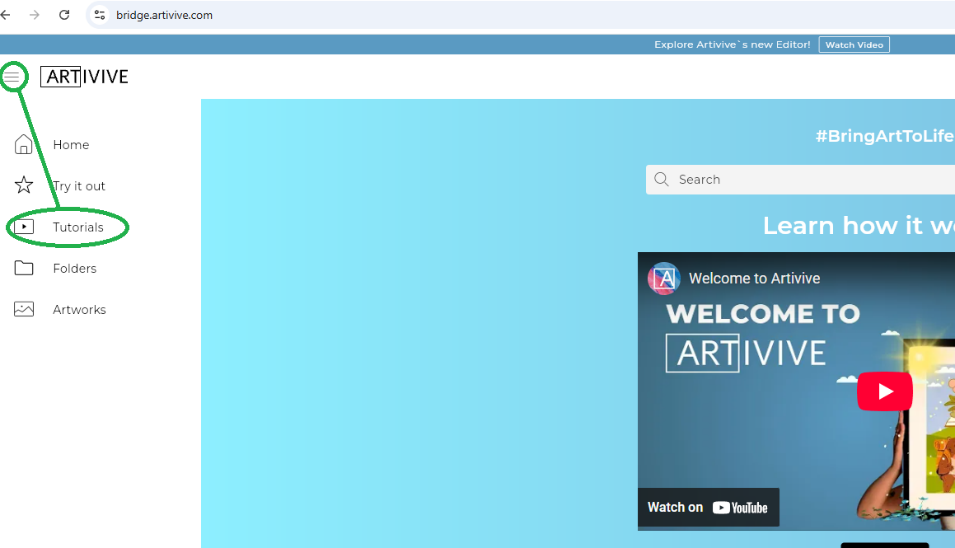 bridge.artivive.com
Explore Artivive`s new Editor! Watch Video
ARTIVIVE
Home
Try it out
Tutorials
Folders
Artworks
#BringArtToLife
Search
Learn how it
Welcome to Artivive
WELCOME TO
ARTIVIVE
Watch on YouTube